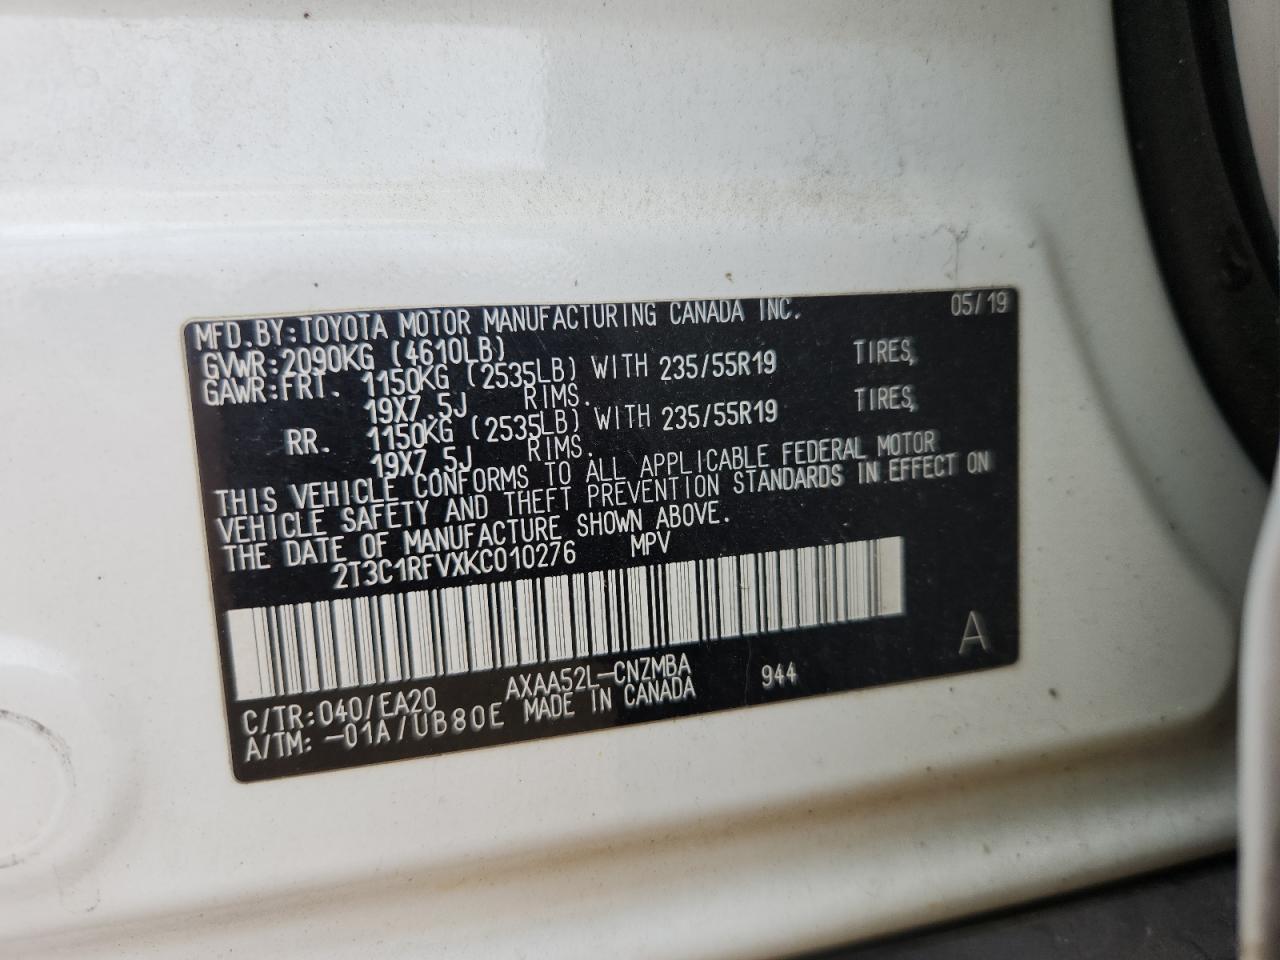 MFD.BY:TOYOTA MOTOR MANUFACTURING CANADA INC. 05/19
GVWR:2090KG (4610LB)
GAWR:FRT. 1150KG (2535LB) WITH 235/55R19 TIRES,
19X7.5J RIMS.
RR. 1150KG (2535LB) WITH 235/55R19 TIRES,
19X7.5J RIMS.
THIS VEHICLE CONFORMS TO ALL APPLICABLE FEDERAL MOTOR
VEHICLE SAFETY AND THEFT PREVENTION STANDARDS IN EFFECT ON
THE DATE OF MANUFACTURE SHOWN ABOVE.
2T3C1RFVXKC010276 MPV
A
C/TR:040/EA20 AXAA52L-CNZMBA 944
A/TM:-01A/UB80E MADE IN CANADA